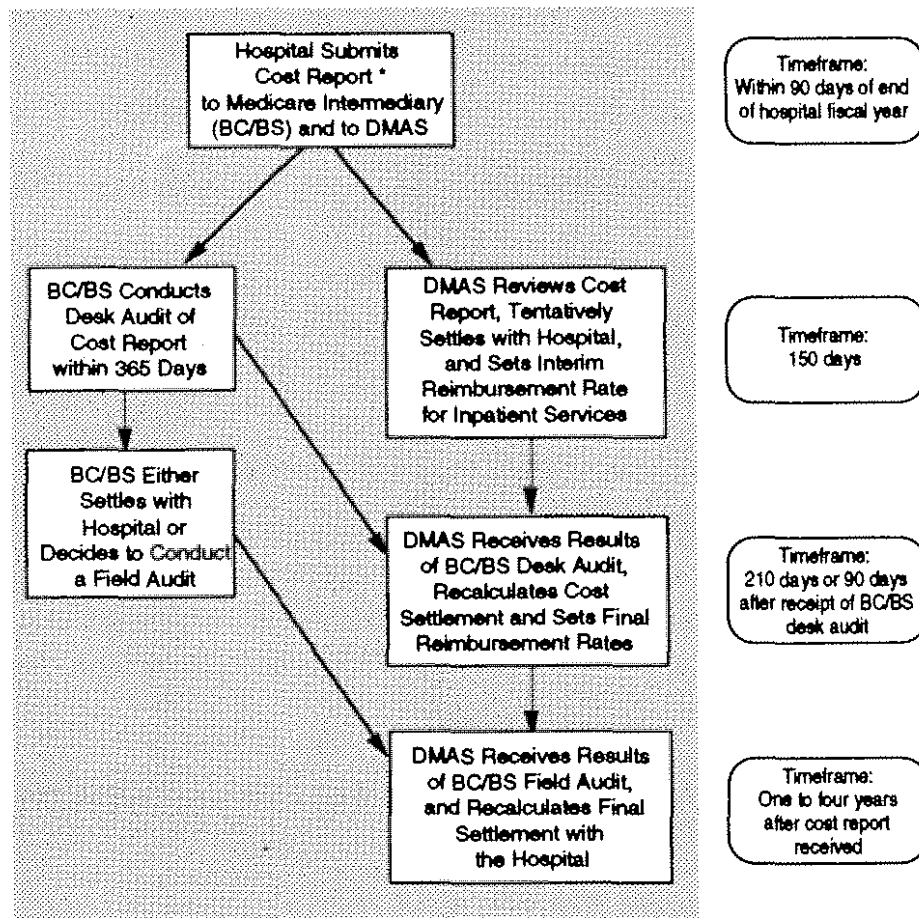 Hospital Submits
Cost Report *
to Medicare Intermediary
(BC/BS) and to DMAS
Timeframe:
Within 90 days of end
of hospital fiscal year
BC/BS Conducts
Desk Audit of
Cost Report
within 365 Days
DMAS Reviews Cost
Report, Tentatively
Settles with Hospital,
and Sets Interim
Reimbursement Rate
for Inpatient Services
Timeframe:
150 days
BC/BS Either
Settles with
Hospital or
Decides to Conduct
a Field Audit
DMAS Receives Results
of BC/BS Desk Audit,
Recalculates Cost
Settlement and Sets Final
Reimbursement Rates
Timeframe:
210 days or 90 days
after receipt of BC/BS
desk audit
DMAS Receives Results
of BC/BS Field Audit,
and Recalculates Final
Settlement with
the Hospital
Timeframe:
One to four years
after cost report
received